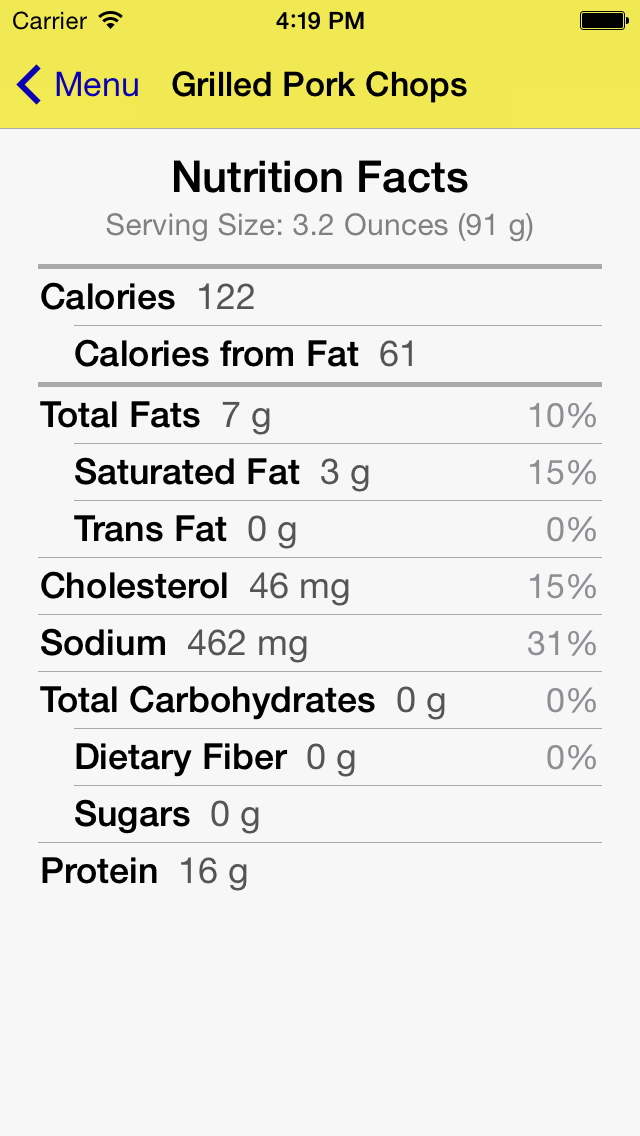 Carrier 4:19 PM
Menu Grilled Pork Chops
Nutrition Facts
Serving Size: 3.2 Ounces (91 g)
Calories 122
Calories from Fat 61
Total Fats 7 g 10%
Saturated Fat 3 g 15%
Trans Fat 0 g 0%
Cholesterol 46 mg 15%
Sodium 462 mg 31%
Total Carbohydrates 0 g 0%
Dietary Fiber 0 g 0%
Sugars 0 g
Protein 16 g